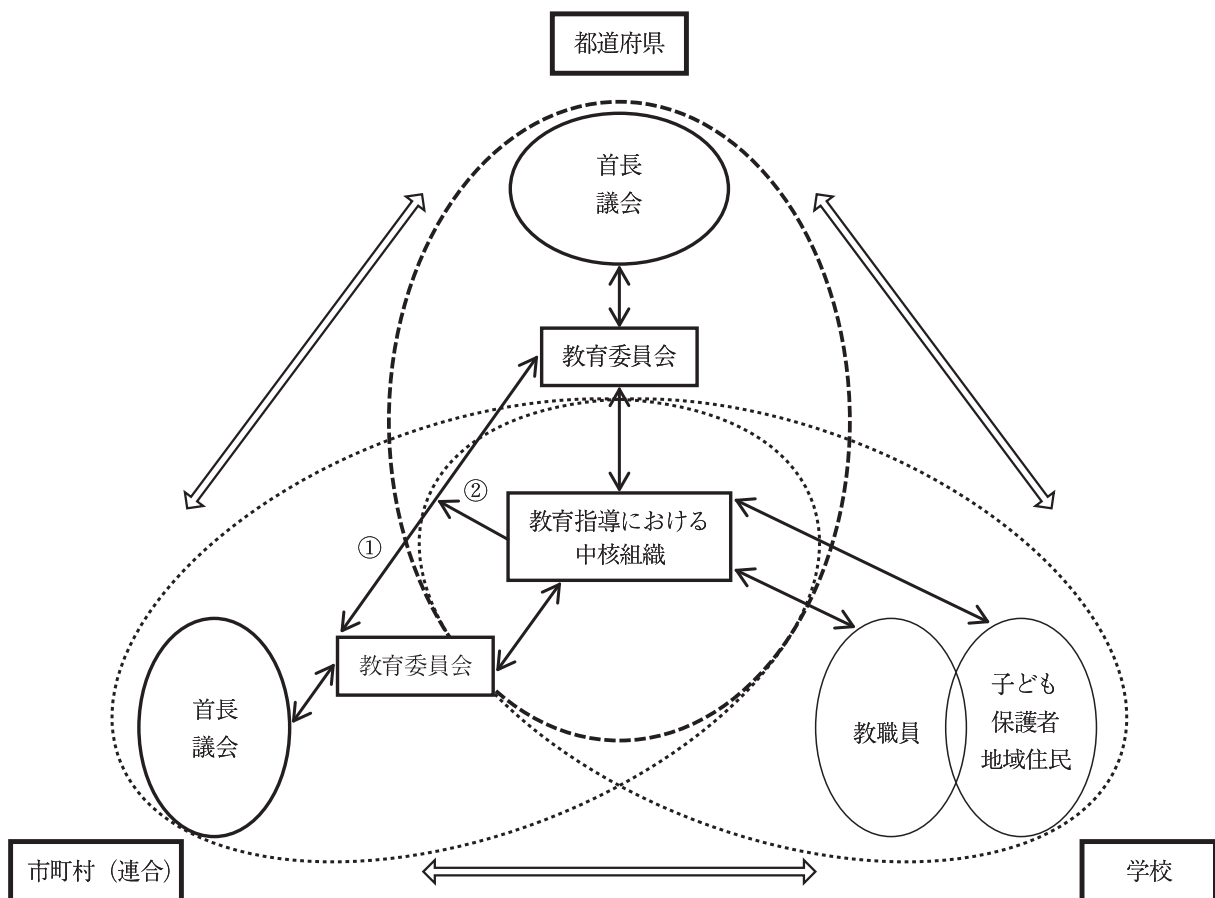 都道府県
首長
議会
教育委員会
②
教育指導における
中核組織
①
教育委員会
首長
議会
教職員
子ども
保護者
地域住民
市町村（連合）
学校